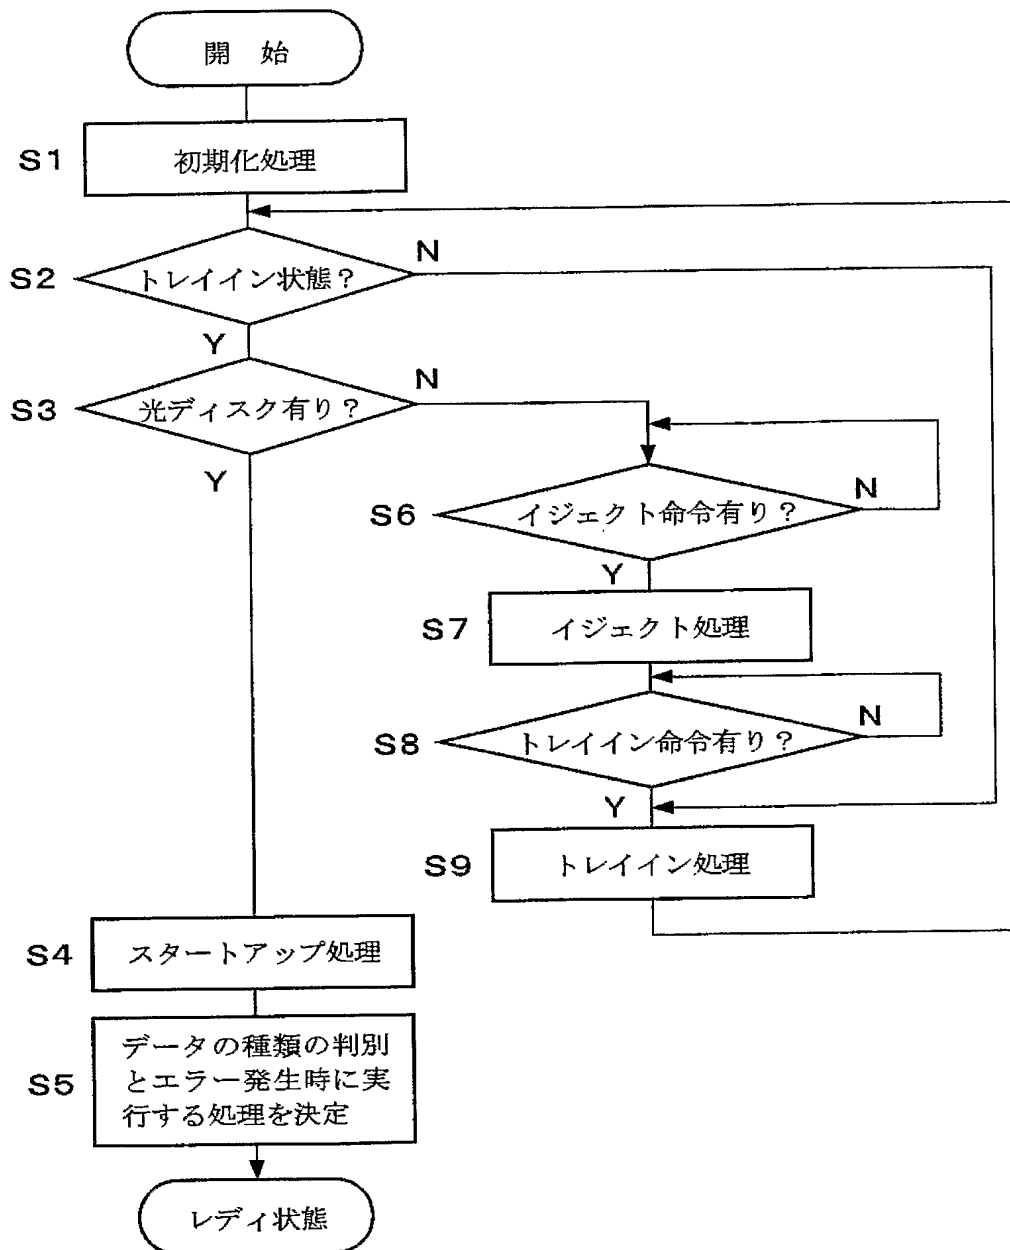 開 始
S1
初期化処理
S2
トレイイン状態？
N
Y
S3
光ディスク有り？
N
Y
S6
イジェクト命令有り？
N
Y
S7
イジェクト処理
S8
トレイイン命令有り？
N
Y
S9
トレイイン処理
S4
スタートアップ処理
S5
データの種類の判別
とエラー発生時に実
行する処理を決定
レディ状態